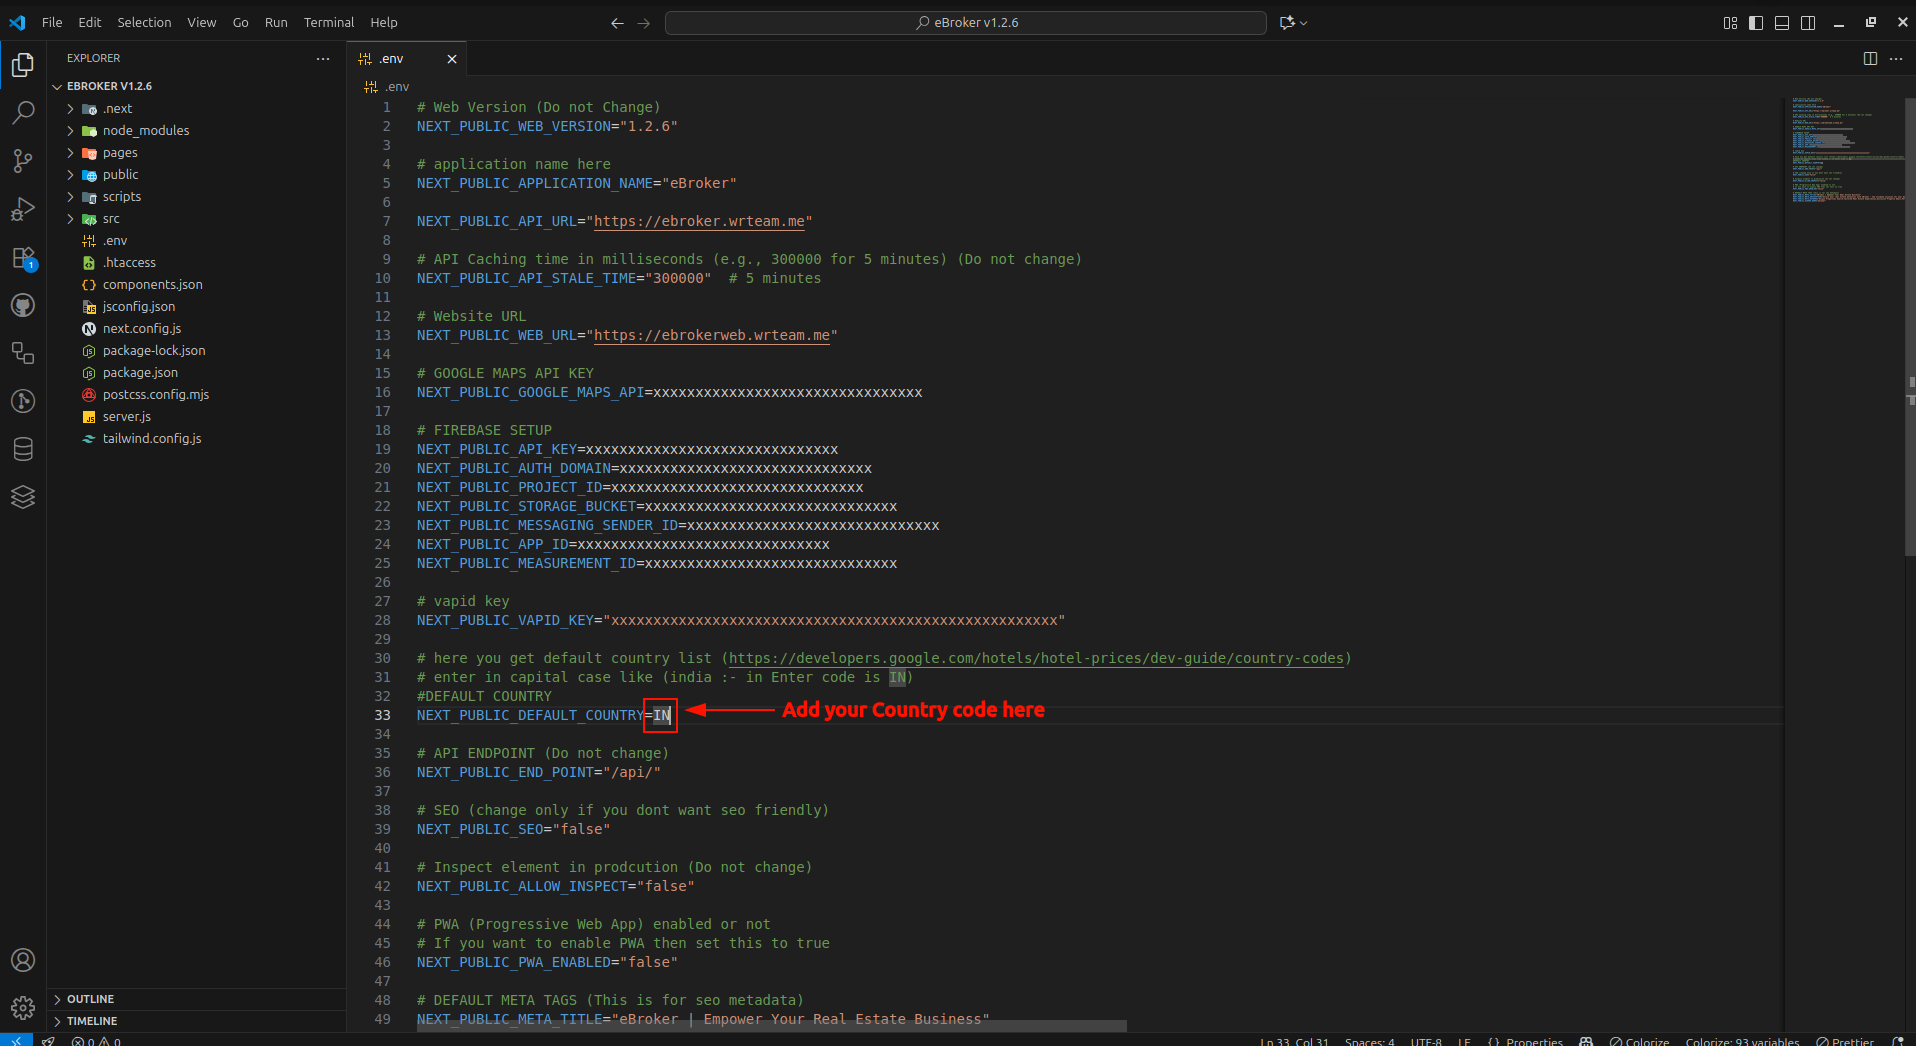 File Edit Selection View Go Run Terminal Help
eBroker v1.2.6
EXPLORER
EBROKER V1.2.6
.next
node_modules
pages
public
scripts
src
.env
.htaccess
components.json
jsconfig.json
next.config.js
package-lock.json
package.json
postcss.config.mjs
server.js
tailwind.config.js
OUTLINE
TIMELINE
1
.env
.env
1 # Web Version (Do not Change)
2 NEXT_PUBLIC_WEB_VERSION="1.2.6"
3
4 # application name here
5 NEXT_PUBLIC_APPLICATION_NAME="eBroker"
6
7 NEXT_PUBLIC_API_URL="https://ebroker.wrteam.me"
8
9 # API Caching time in milliseconds (e.g., 300000 for 5 minutes) (Do not change)
10 NEXT_PUBLIC_API_STALE_TIME="300000"  # 5 minutes
11
12 # Website URL
13 NEXT_PUBLIC_WEB_URL="https://ebrokerweb.wrteam.me"
14
15 # GOOGLE MAPS API KEY
16 NEXT_PUBLIC_GOOGLE_MAPS_API=xxxxxxxxxxxxxxxxxxxxxxxxxxxxxxxx
17
18 # FIREBASE SETUP
19 NEXT_PUBLIC_API_KEY=xxxxxxxxxxxxxxxxxxxxxxxxxxxxxx
20 NEXT_PUBLIC_AUTH_DOMAIN=xxxxxxxxxxxxxxxxxxxxxxxxxxxxxx
21 NEXT_PUBLIC_PROJECT_ID=xxxxxxxxxxxxxxxxxxxxxxxxxxxxxx
22 NEXT_PUBLIC_STORAGE_BUCKET=xxxxxxxxxxxxxxxxxxxxxxxxxxxxxx
23 NEXT_PUBLIC_MESSAGING_SENDER_ID=xxxxxxxxxxxxxxxxxxxxxxxxxxxxxx
24 NEXT_PUBLIC_APP_ID=xxxxxxxxxxxxxxxxxxxxxxxxxxxxxx
25 NEXT_PUBLIC_MEASUREMENT_ID=xxxxxxxxxxxxxxxxxxxxxxxxxxxxxx
26
27 # vapid key
28 NEXT_PUBLIC_VAPID_KEY="xxxxxxxxxxxxxxxxxxxxxxxxxxxxxxxxxxxxxxxxxxxxxxxxxxxxx"
29
30 # here you get default country list (https://developers.google.com/hotels/hotel-prices/dev-guide/country-codes)
31 # enter in capital case like (india :- in Enter code is IN)
32 #DEFAULT COUNTRY
33 NEXT_PUBLIC_DEFAULT_COUNTRY=IN Add your Country code here
34
35 # API ENDPOINT (Do not change)
36 NEXT_PUBLIC_END_POINT="/api/"
37
38 # SEO (change only if you dont want seo friendly)
39 NEXT_PUBLIC_SEO="false"
40
41 # Inspect element in prodcution (Do not change)
42 NEXT_PUBLIC_ALLOW_INSPECT="false"
43
44 # PWA (Progressive Web App) enabled or not
45 # If you want to enable PWA then set this to true
46 NEXT_PUBLIC_PWA_ENABLED="false"
47
48 # DEFAULT META TAGS (This is for seo metadata)
49 NEXT_PUBLIC_META_TITLE="eBroker | Empower Your Real Estate Business"
0 0 Ln 33, Col 31 Spaces: 4 UTF-8 LF {} Properties Colorize Colorize: 93 variables Prettier